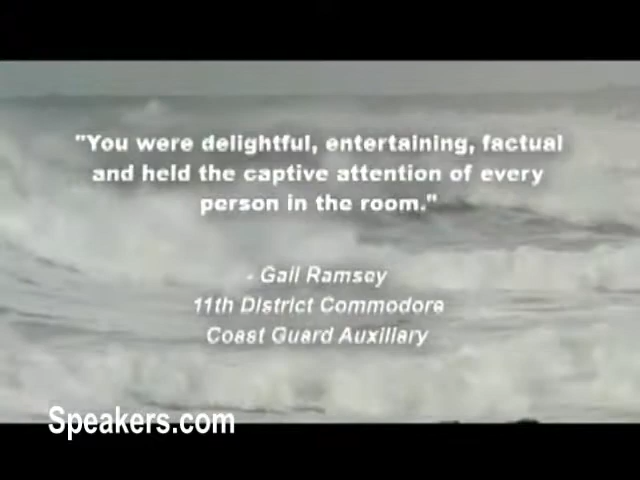 "You were delightful, entertaining, factual
and held the captive attention of every
person in the room."
- Gail Ramsey
11th District Commodore
Coast Guard Auxiliary
Speakers.com